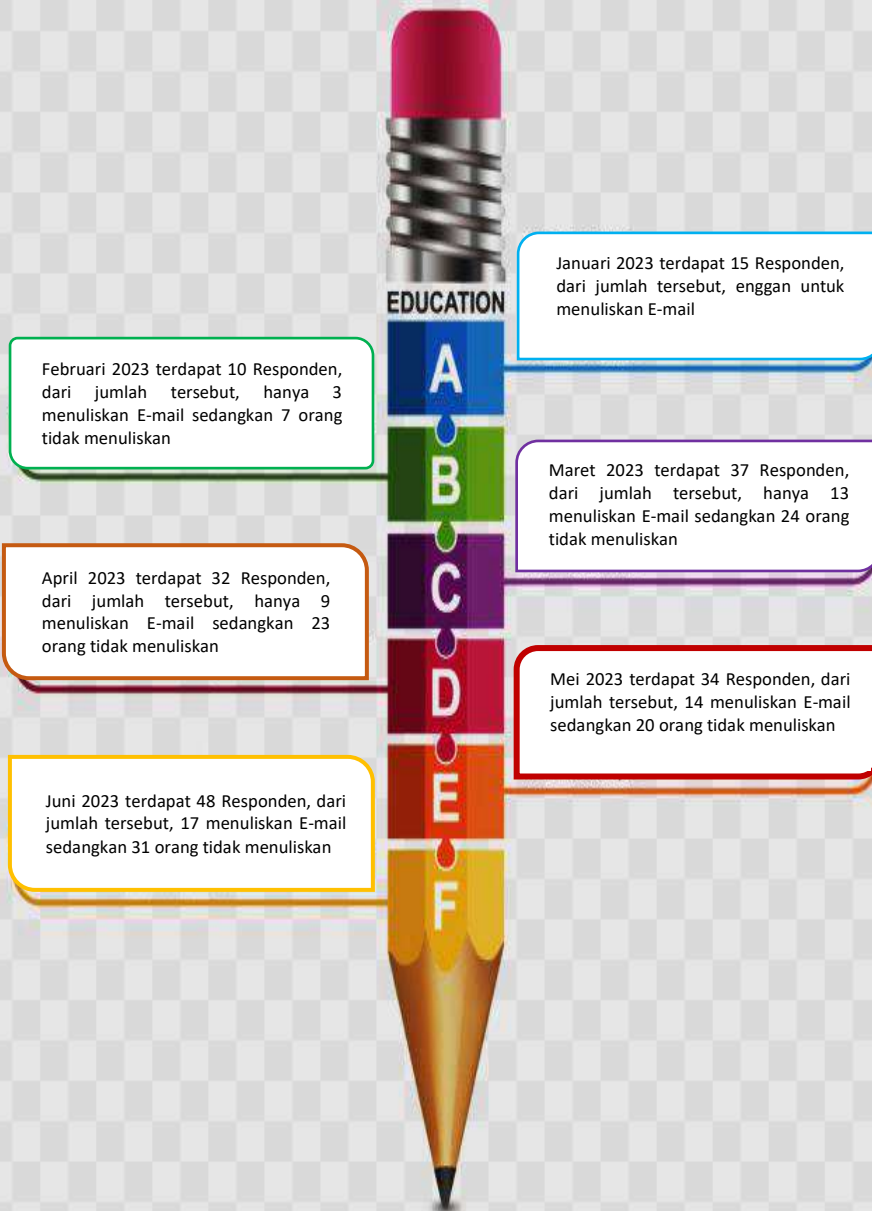 EDUCATION
Januari 2023 terdapat 15 Responden,
dari jumlah tersebut, enggan untuk
menuliskan E-mail
A
Februari 2023 terdapat 10 Responden,
dari jumlah tersebut, hanya 3
menuliskan E-mail sedangkan 7 orang
tidak menuliskan
B
Maret 2023 terdapat 37 Responden,
dari jumlah tersebut, hanya 13
menuliskan E-mail sedangkan 24 orang
tidak menuliskan
C
April 2023 terdapat 32 Responden,
dari jumlah tersebut, hanya 9
menuliskan E-mail sedangkan 23
orang tidak menuliskan
D
Mei 2023 terdapat 34 Responden, dari
jumlah tersebut, 14 menuliskan E-mail
sedangkan 20 orang tidak menuliskan
E
Juni 2023 terdapat 48 Responden, dari
jumlah tersebut, 17 menuliskan E-mail
sedangkan 31 orang tidak menuliskan
F